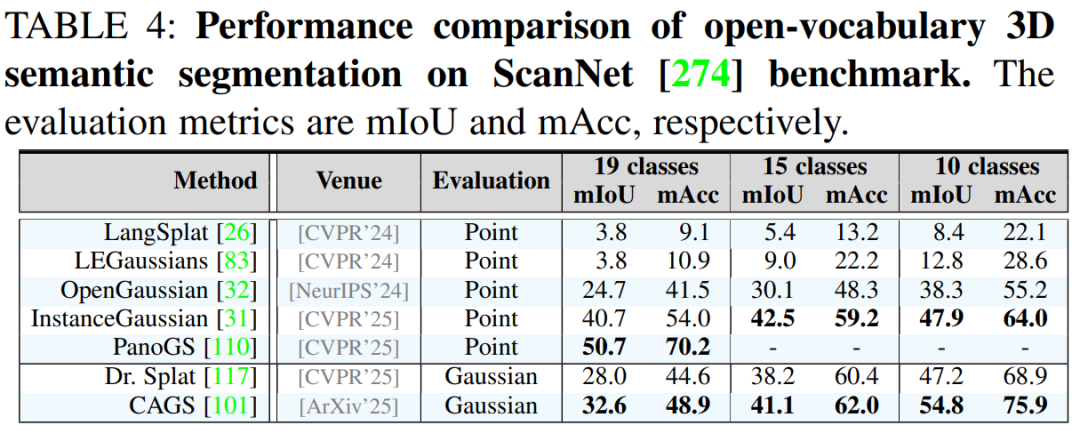 TABLE 4: Performance comparison of open-vocabulary 3D
semantic segmentation on ScanNet [274] benchmark. The
evaluation metrics are mIoU and mAcc, respectively.
Method Venue Evaluation 19 classes 15 classes 10 classes
mIoU mAcc mIoU mAcc mIoU mAcc
LangSplat [26] [CVPR'24] Point 3.8 9.1 5.4 13.2 8.4 22.1
LEGaussians [83] [CVPR'24] Point 3.8 10.9 9.0 22.2 12.8 28.6
OpenGaussian [32] [NeurIPS'24] Point 24.7 41.5 30.1 48.3 38.3 55.2
InstanceGaussian [31] [CVPR'25] Point 40.7 54.0 42.5 59.2 47.9 64.0
PanoGS [110] [CVPR'25] Point 50.7 70.2 - - - -
Dr. Splat [117] [CVPR'25] Gaussian 28.0 44.6 38.2 60.4 47.2 68.9
CAGS [101] [ArXiv'25] Gaussian 32.6 48.9 41.1 62.0 54.8 75.9